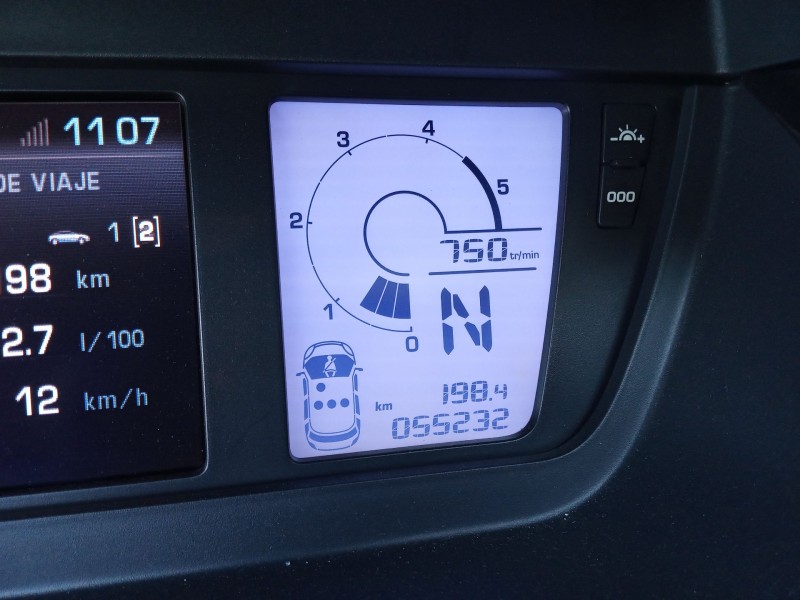 11 07
DE VIAJE
1 [2]
98 km
2.7 l/100
12 km/h
4
3
5
2
750 tr/min
1
N
0
198.4
km
055232
- +
000